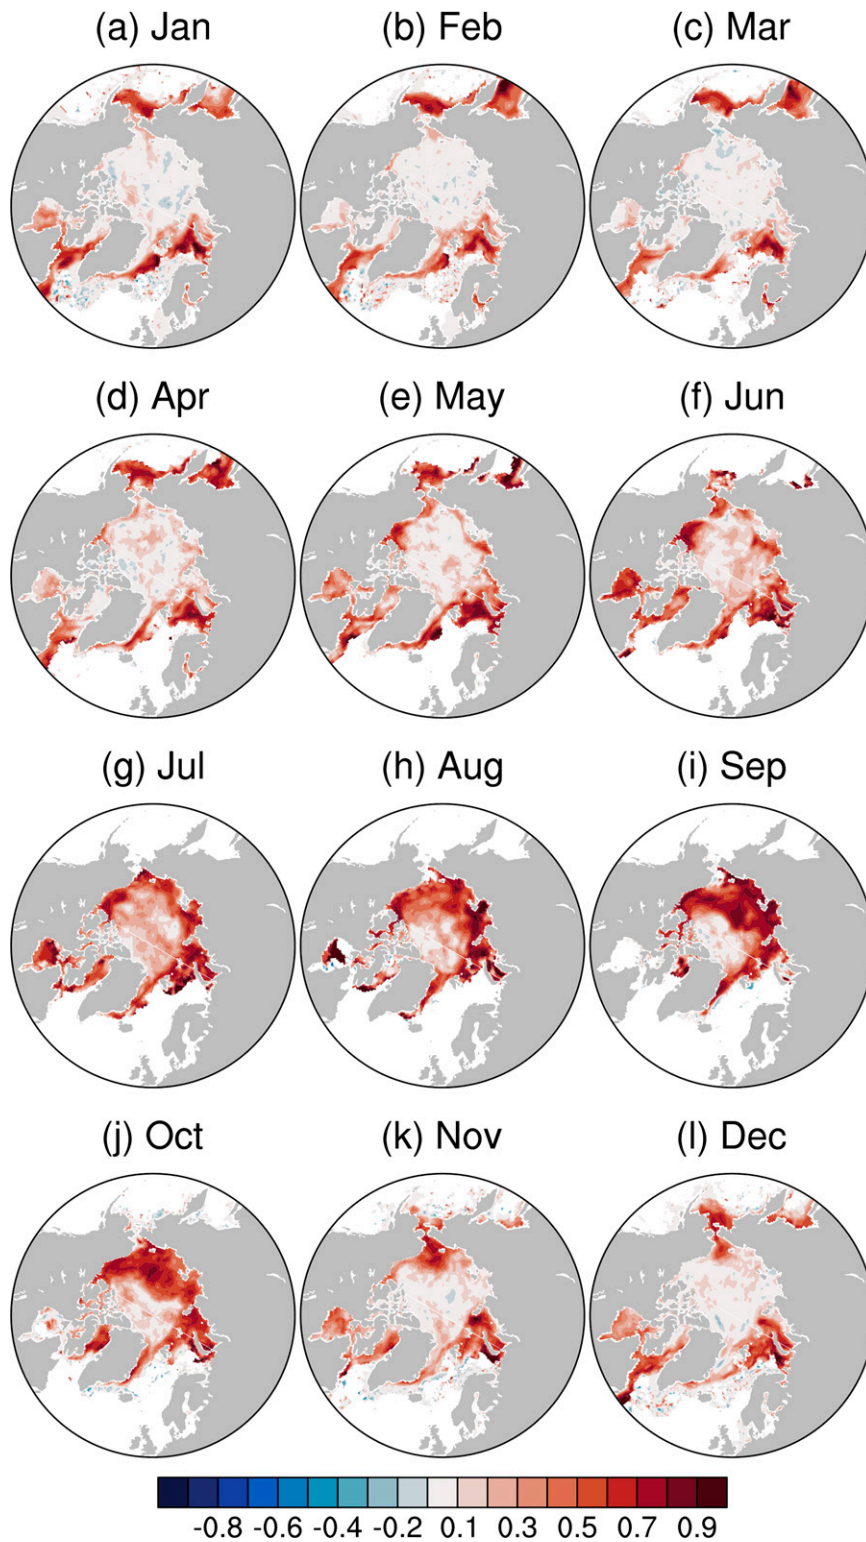 (a) Jan (b) Feb (c) Mar
(d) Apr (e) May (f) Jun
(g) Jul (h) Aug (i) Sep
(j) Oct (k) Nov (l) Dec
-0.8 -0.6 -0.4 -0.2 0.1 0.3 0.5 0.7 0.9